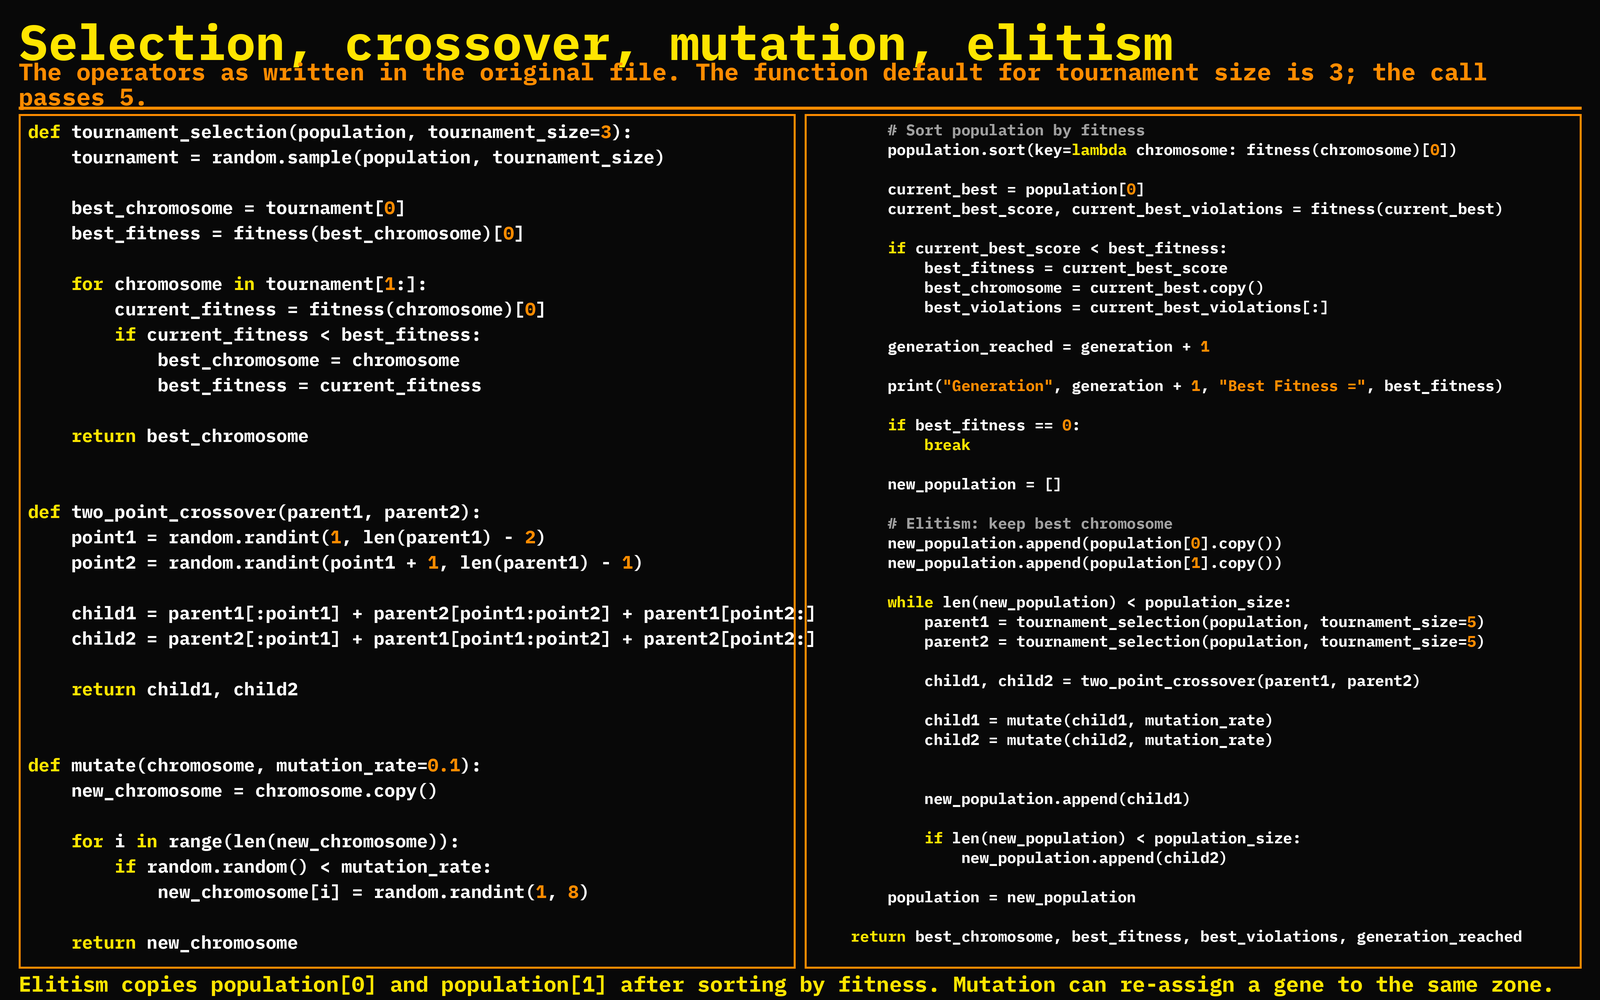 Selection, crossover, mutation, elitism
The operators as written in the original file. The function default for tournament size is 3; the call
passes 5.
def tournament_selection(population, tournament_size=3):
    tournament = random.sample(population, tournament_size)

    best_chromosome = tournament[0]
    best_fitness = fitness(best_chromosome)[0]

    for chromosome in tournament[1:]:
        current_fitness = fitness(chromosome)[0]
        if current_fitness < best_fitness:
            best_chromosome = chromosome
            best_fitness = current_fitness

    return best_chromosome


def two_point_crossover(parent1, parent2):
    point1 = random.randint(1, len(parent1) - 2)
    point2 = random.randint(point1 + 1, len(parent1) - 1)

    child1 = parent1[:point1] + parent2[point1:point2] + parent1[point2:]
    child2 = parent2[:point1] + parent1[point1:point2] + parent2[point2:]

    return child1, child2


def mutate(chromosome, mutation_rate=0.1):
    new_chromosome = chromosome.copy()

    for i in range(len(new_chromosome)):
        if random.random() < mutation_rate:
            new_chromosome[i] = random.randint(1, 8)

    return new_chromosome
        # Sort population by fitness
        population.sort(key=lambda chromosome: fitness(chromosome)[0])

        current_best = population[0]
        current_best_score, current_best_violations = fitness(current_best)

        if current_best_score < best_fitness:
            best_fitness = current_best_score
            best_chromosome = current_best.copy()
            best_violations = current_best_violations[:]

        generation_reached = generation + 1

        print("Generation", generation + 1, "Best Fitness =", best_fitness)

        if best_fitness == 0:
            break

        new_population = []

        # Elitism: keep best chromosome
        new_population.append(population[0].copy())
        new_population.append(population[1].copy())

        while len(new_population) < population_size:
            parent1 = tournament_selection(population, tournament_size=5)
            parent2 = tournament_selection(population, tournament_size=5)

            child1, child2 = two_point_crossover(parent1, parent2)

            child1 = mutate(child1, mutation_rate)
            child2 = mutate(child2, mutation_rate)


            new_population.append(child1)

            if len(new_population) < population_size:
                new_population.append(child2)

        population = new_population

    return best_chromosome, best_fitness, best_violations, generation_reached
Elitism copies population[0] and population[1] after sorting by fitness. Mutation can re-assign a gene to the same zone.